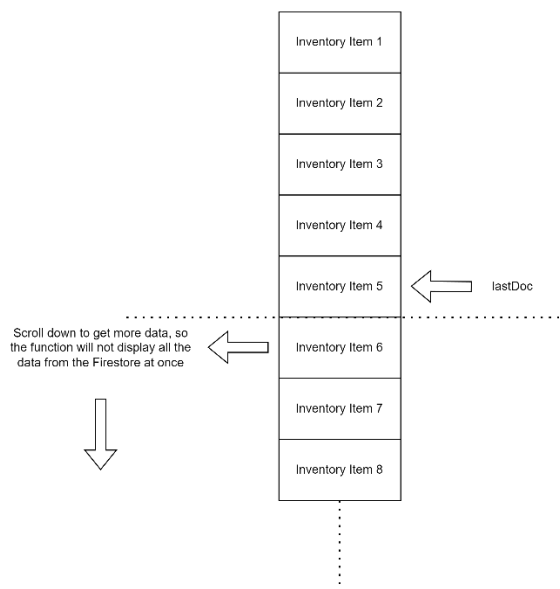 Inventory Item 1
Inventory Item 2
Inventory Item 3
Inventory Item 4
Inventory Item 5
lastDoc
Scroll down to get more data, so
the function will not display all the
data from the Firestore at once
Inventory Item 6
Inventory Item 7
Inventory Item 8